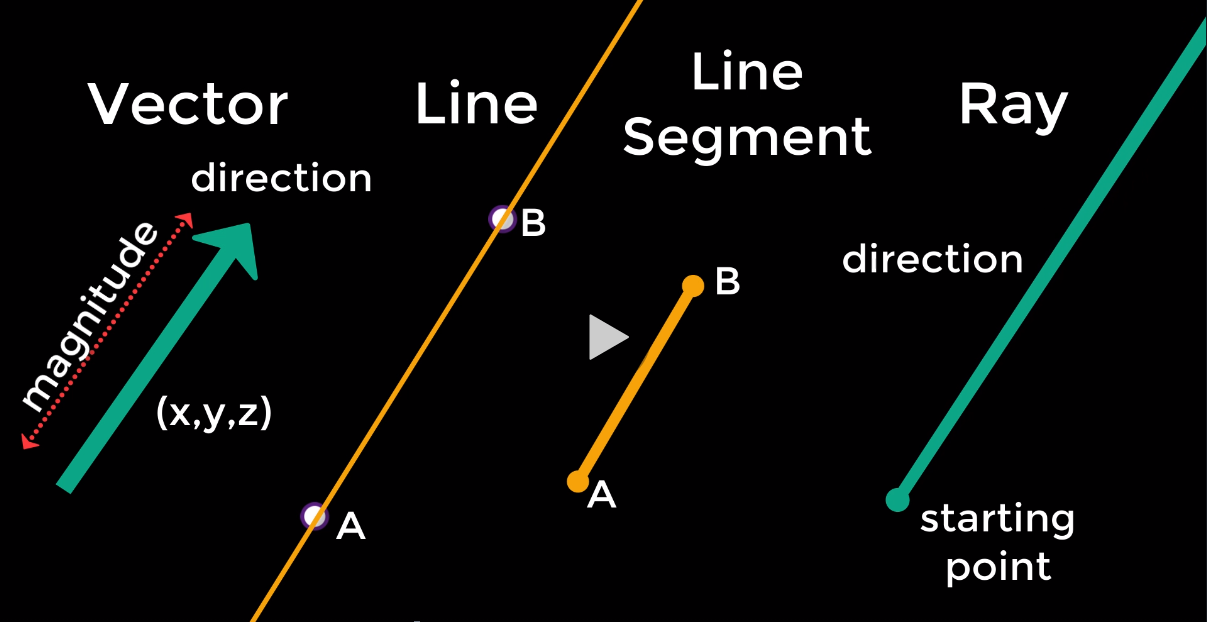 Vector
direction
magnitude
(x,y,z)
Line
B
A
Line
Segment
B
A
Ray
direction
starting
point